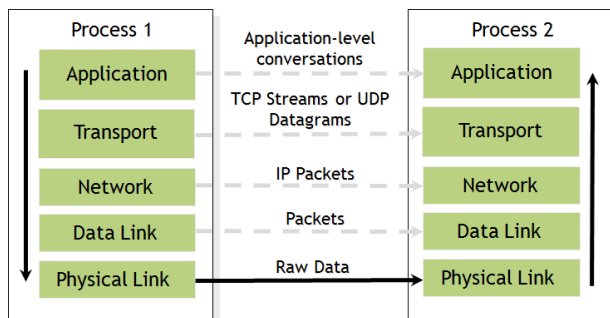 Process 1
Process 2
Application
Application-level
conversations
Application
Transport
TCP Streams or UDP
Datagrams
Transport
Network
IP Packets
Network
Data Link
Packets
Data Link
Physical Link
Raw Data
Physical Link